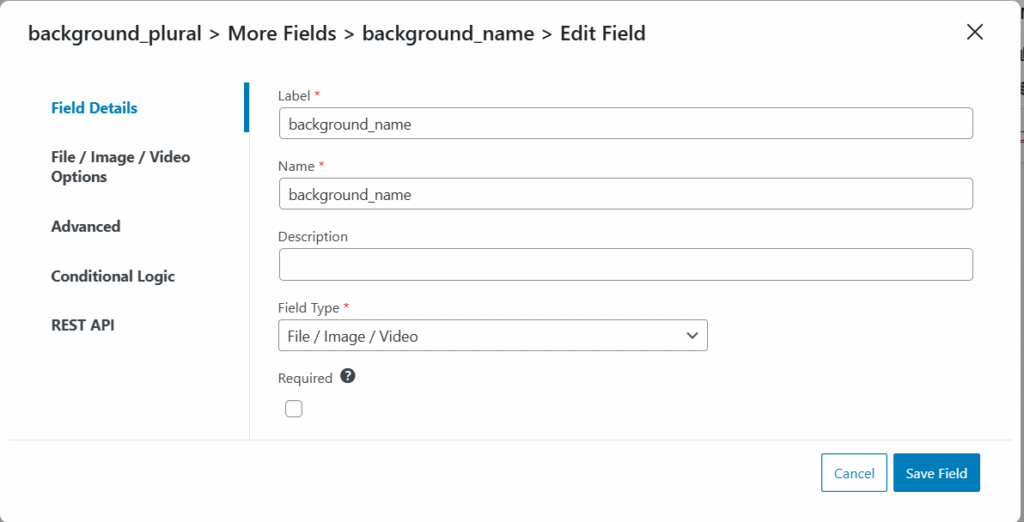 background_plural > More Fields > background_name > Edit Field
Field Details
File / Image / Video
Options
Advanced
Conditional Logic
REST API
Label *
background_name
Name *
background_name
Description
Field Type *
File / Image / Video
Required ?
Cancel
Save Field